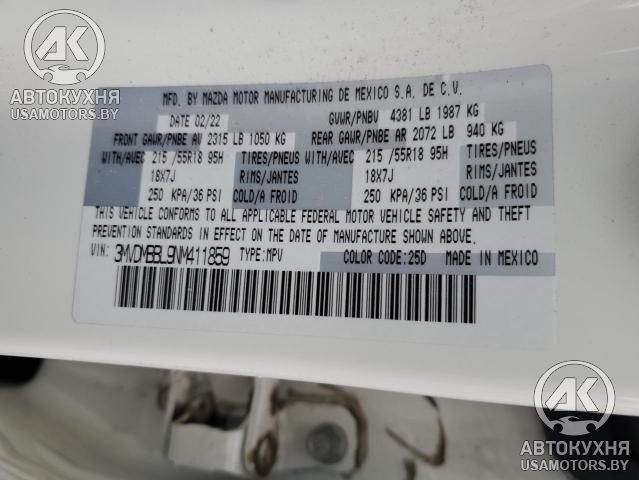 АК
АВТОКУХНЯ
USAMOTORS.BY
MFD. BY MAZDA MOTOR MANUFACTURING DE MEXICO S.A. DE C.V.
DATE 02/22 GVWR/PNBV 4381 LB 1987 KG
FRONT GAWR/PNBE AV 2315 LB 1050 KG REAR GAWR/PNBE AR 2072 LB 940 KG
WITH/AVEC 215/55R18 95H TIRES/PNEUS WITH/AVEC 215/55R18 95H TIRES/PNEUS
18X7J RIMS/JANTES 18X7J RIMS/JANTES
250 KPA/36 PSI COLD/A FROID 250 KPA/36 PSI COLD/A FROID
THIS VEHICLE CONFORMS TO ALL APPLICABLE FEDERAL MOTOR VEHICLE SAFETY AND THEFT
PREVENTION STANDARDS IN EFFECT ON THE DATE OF MANUFACTURE SHOWN ABOVE.
VIN: 3MVDMBBL9NM411859 TYPE:MPV COLOR CODE:25D MADE IN MEXICO
АК
АВТОКУХНЯ
USAMOTORS.BY